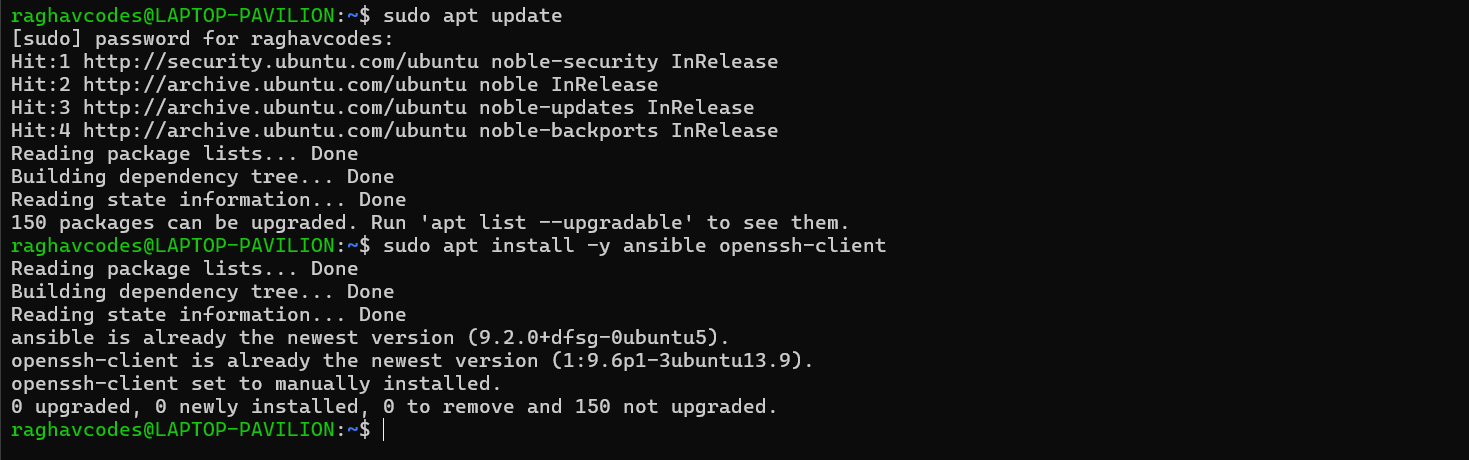 raghavcodes@LAPTOP-PAVILION:~$ sudo apt update
[sudo] password for raghavcodes:
Hit:1 http://security.ubuntu.com/ubuntu noble-security InRelease
Hit:2 http://archive.ubuntu.com/ubuntu noble InRelease
Hit:3 http://archive.ubuntu.com/ubuntu noble-updates InRelease
Hit:4 http://archive.ubuntu.com/ubuntu noble-backports InRelease
Reading package lists... Done
Building dependency tree... Done
Reading state information... Done
150 packages can be upgraded. Run 'apt list --upgradable' to see them.
raghavcodes@LAPTOP-PAVILION:~$ sudo apt install -y ansible openssh-client
Reading package lists... Done
Building dependency tree... Done
Reading state information... Done
ansible is already the newest version (9.2.0+dfsg-0ubuntu5).
openssh-client is already the newest version (1:9.6p1-3ubuntu13.9).
openssh-client set to manually installed.
0 upgraded, 0 newly installed, 0 to remove and 150 not upgraded.
raghavcodes@LAPTOP-PAVILION:~$